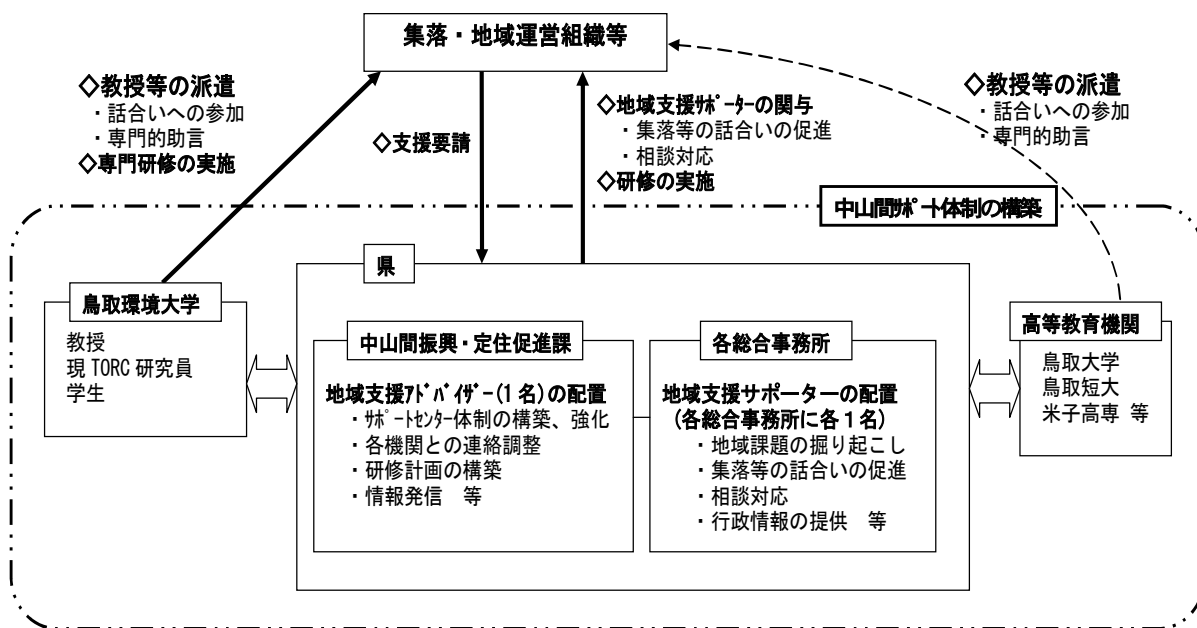 集落・地域運営組織等
◇教授等の派遣
・話合いへの参加
・専門的助言
◇専門研修の実施
◇支援要請
◇地域支援ｻﾎﾟｰﾀｰの関与
・集落等の話合いの促進
・相談対応
◇研修の実施
◇教授等の派遣
・話合いへの参加
・専門的助言
中山間ｻﾎﾟｰﾄ体制の構築
県
鳥取環境大学
教授
現 TORC 研究員
学生
中山間振興・定住促進課
地域支援ｱﾄﾞﾊﾞｲｻﾞｰ(1 名)の配置
・ｻﾎﾟｰﾄセンター体制の構築、強化
・各機関との連絡調整
・研修計画の構築
・情報発信　等
各総合事務所
地域支援サポーターの配置
(各総合事務所に各１名)
・地域課題の掘り起こし
・集落等の話合いの促進
・相談対応
・行政情報の提供　等
高等教育機関
鳥取大学
鳥取短大
米子高専 等